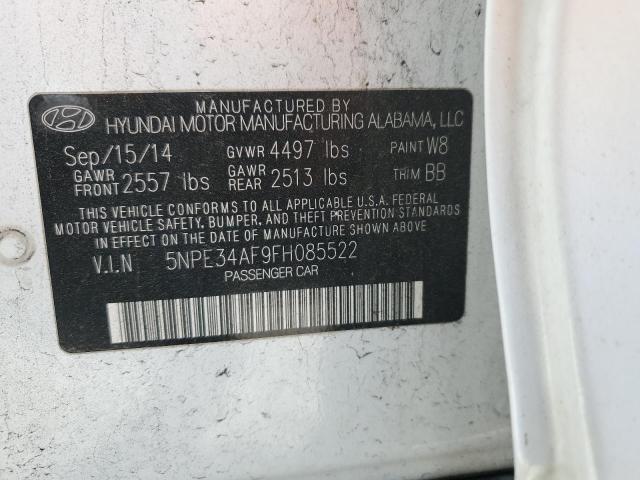 MANUFACTURED BY
HYUNDAI MOTOR MANUFACTURING ALABAMA, LLC
Sep/15/14 GVWR 4497 lbs PAINT W8
GAWR FRONT 2557 lbs GAWR REAR 2513 lbs TRIM BB
THIS VEHICLE CONFORMS TO ALL APPLICABLE U.S.A. FEDERAL
MOTOR VEHICLE SAFETY, BUMPER, AND THEFT PREVENTION STANDARDS
IN EFFECT ON THE DATE OF MANUFACTURE SHOWN ABOVE.
V.I.N 5NPE34AF9FH085522
PASSENGER CAR